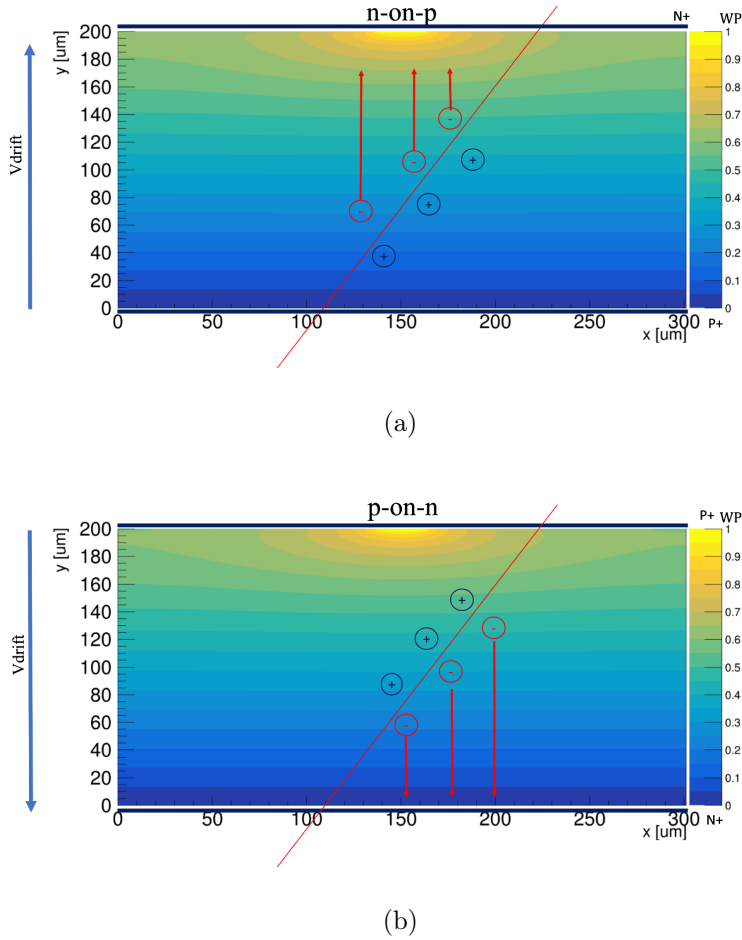 n-on-p
N+ WP
y [um]
200
180
160
140
120
100
80
60
40
20
0
Vdrift
- - -
+ + +
1
0.9
0.8
0.7
0.6
0.5
0.4
0.3
0.2
0.1
0
0 50 100 150 200 250 300
x [um]
P+
(a)
p-on-n
P+ WP
y [um]
200
180
160
140
120
100
80
60
40
20
0
Vdrift
+ + +
- - -
1
0.9
0.8
0.7
0.6
0.5
0.4
0.3
0.2
0.1
0
0 50 100 150 200 250 300
x [um]
N+
(b)